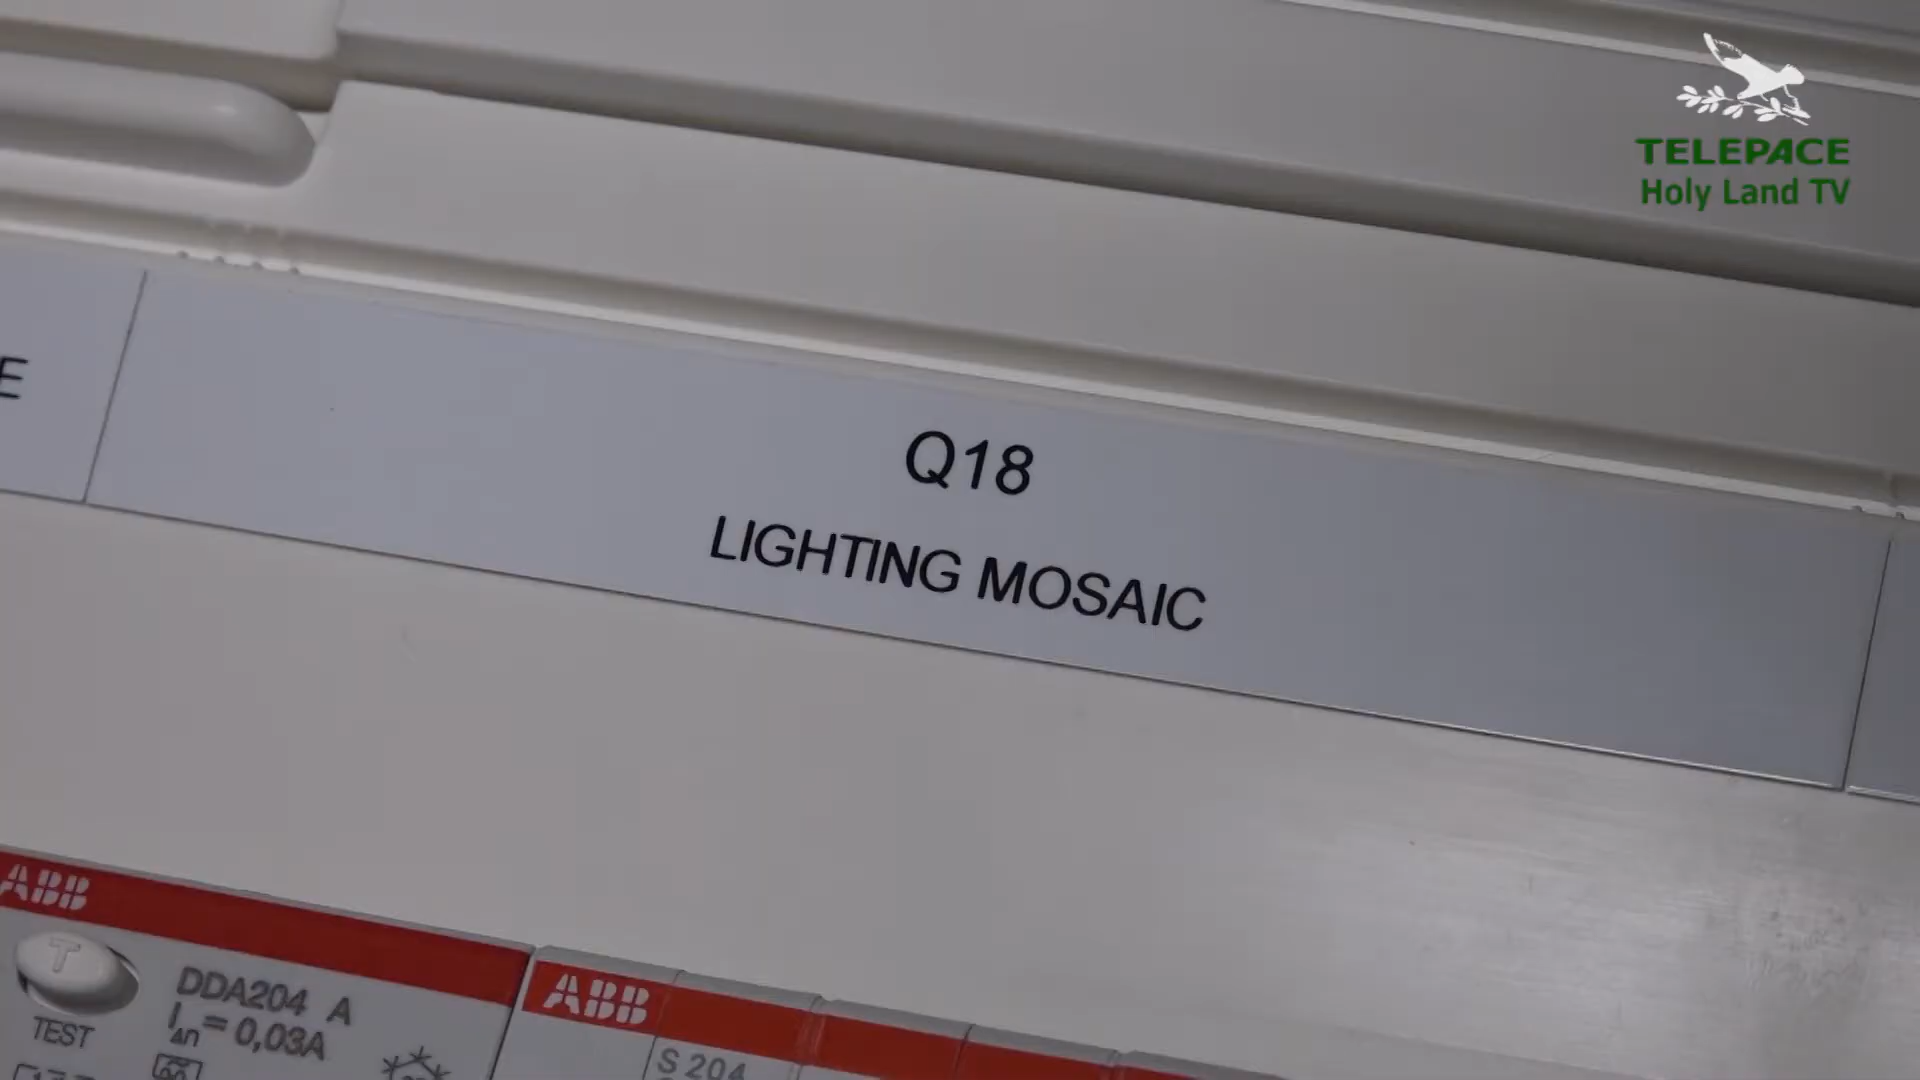 TELEPACE
Holy Land TV
E
Q18
LIGHTING MOSAIC
ABB
T
TEST
DDA204 A
IΔn = 0,03A
ABB
S 204